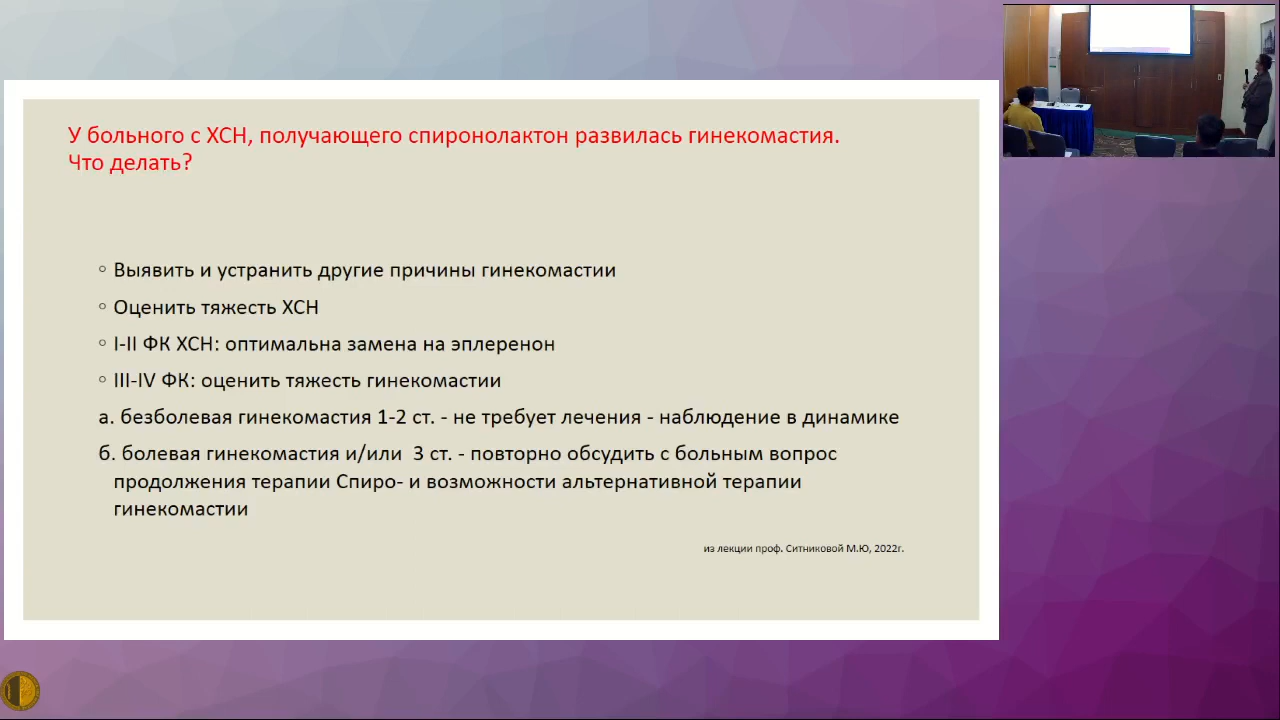 У больного с ХСН, получающего спиронолактон развилась гинекомастия.
Что делать?
◦ Выявить и устранить другие причины гинекомастии
◦ Оценить тяжесть ХСН
◦ I-II ФК ХСН: оптимальна замена на эплеренон
◦ III-IV ФК: оценить тяжесть гинекомастии
а. безболевая гинекомастия 1-2 ст. - не требует лечения - наблюдение в динамике
б. болевая гинекомастия и/или 3 ст. - повторно обсудить с больным вопрос
продолжения терапии Спиро- и возможности альтернативной терапии
гинекомастии
из лекции проф. Ситниковой М.Ю, 2022г.